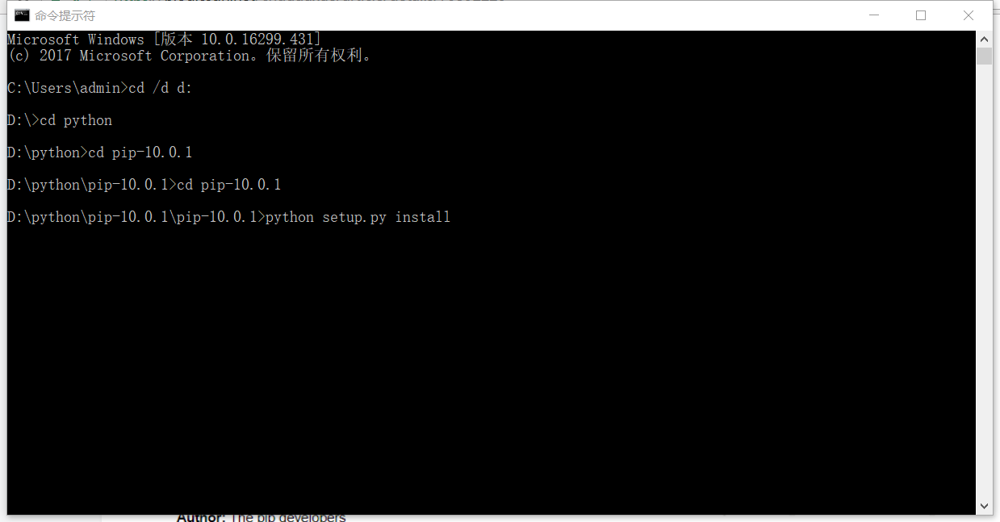 命令提示符
Microsoft Windows [版本 10.0.16299.431]
(c) 2017 Microsoft Corporation。保留所有权利。
C:\Users\admin>cd /d d:
D:\>cd python
D:\python>cd pip-10.0.1
D:\python\pip-10.0.1>cd pip-10.0.1
D:\python\pip-10.0.1\pip-10.0.1>python setup.py install
Author: The pip developers